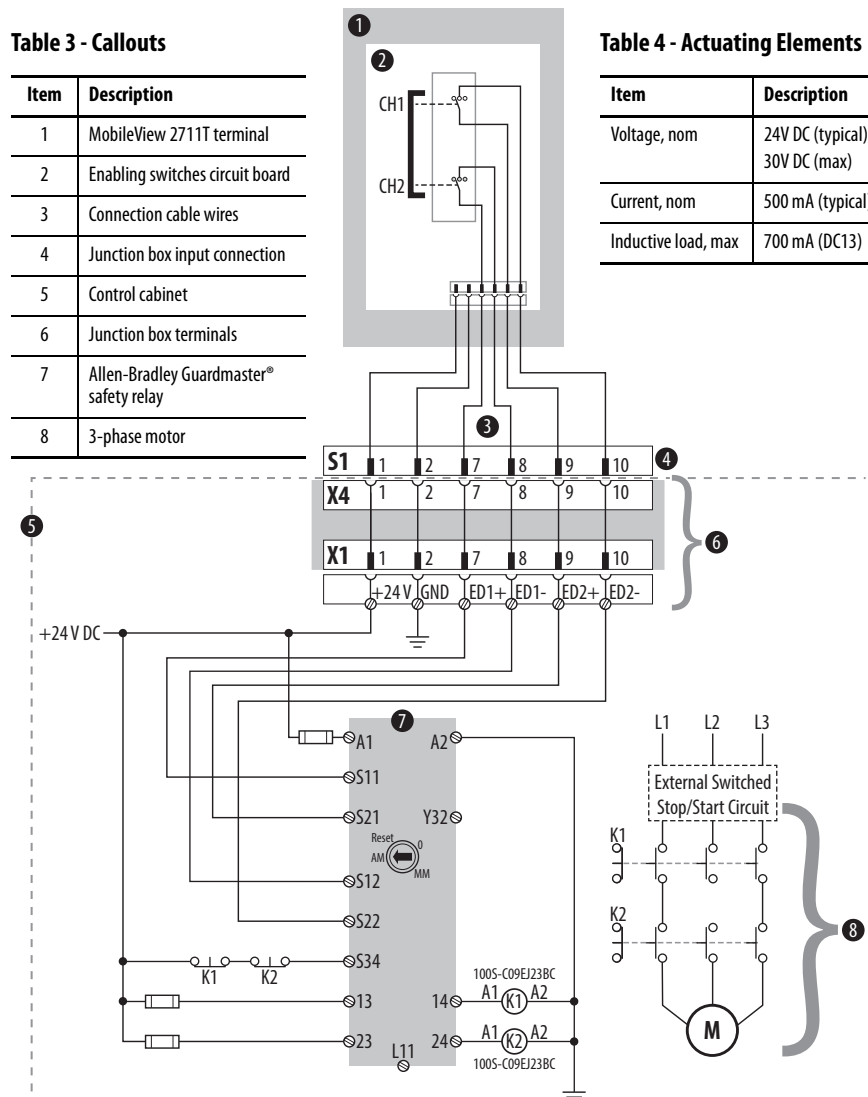 Table 3 - Callouts
Item Description
1 MobileView 2711T terminal
2 Enabling switches circuit board
3 Connection cable wires
4 Junction box input connection
5 Control cabinet
6 Junction box terminals
7 Allen-Bradley Guardmaster®
safety relay
8 3-phase motor
Table 4 - Actuating Elements
Item Description
Voltage, nom 24V DC (typical)
30V DC (max)
Current, nom 500 mA (typical
Inductive load, max 700 mA (DC13)
1
2
CH1
CH2
3
S1 1 2 7 8 9 10
4
X4 1 2 7 8 9 10
5
6
X1 1 2 7 8 9 10
+24 V GND ED1+ ED1- ED2+ ED2-
+24 V DC
7
A1 A2
S11
S21 Y32
Reset
0
AM
MM
S12
S22
S34
K1 K2
100S-C09EJ23BC
13 14 A1 K1 A2
23 24 A1 K2 A2
100S-C09EJ23BC
L11
L1 L2 L3
External Switched
Stop/Start Circuit
K1
K2
8
M